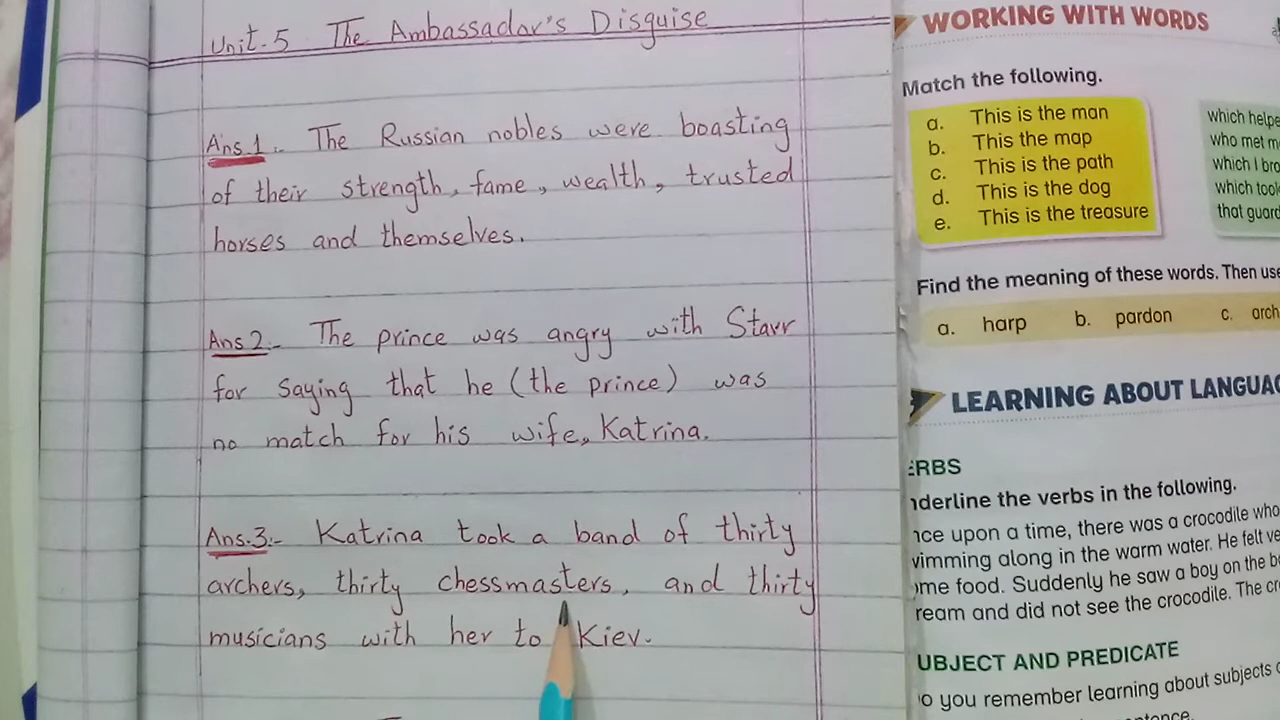 Unit-5 The Ambassador's Disguise
Ans.1- The Russian nobles were boasting
of their strength, fame, wealth, trusted
horses and themselves.
Ans.2:- The prince was angry with Stavr
for saying that he (the prince) was
no match for his wife, Katrina.
Ans.3:- Katrina took a band of thirty
archers, thirty chessmasters, and thirty
musicians with her to Kiev.
WORKING WITH WORDS
Match the following.
a. This is the man
b. This the map
c. This is the path
d. This is the dog
e. This is the treasure
which helpe
who met m
which I bro
which took
that guard
Find the meaning of these words. Then use
a. harp b. pardon c. arch
LEARNING ABOUT LANGUAG
ERBS
nderline the verbs in the following.
nce upon a time, there was a crocodile who
vimming along in the warm water. He felt ve
ome food. Suddenly he saw a boy on the b
ream and did not see the crocodile. The cr
UBJECT AND PREDICATE
o you remember learning about subjects
ntence.